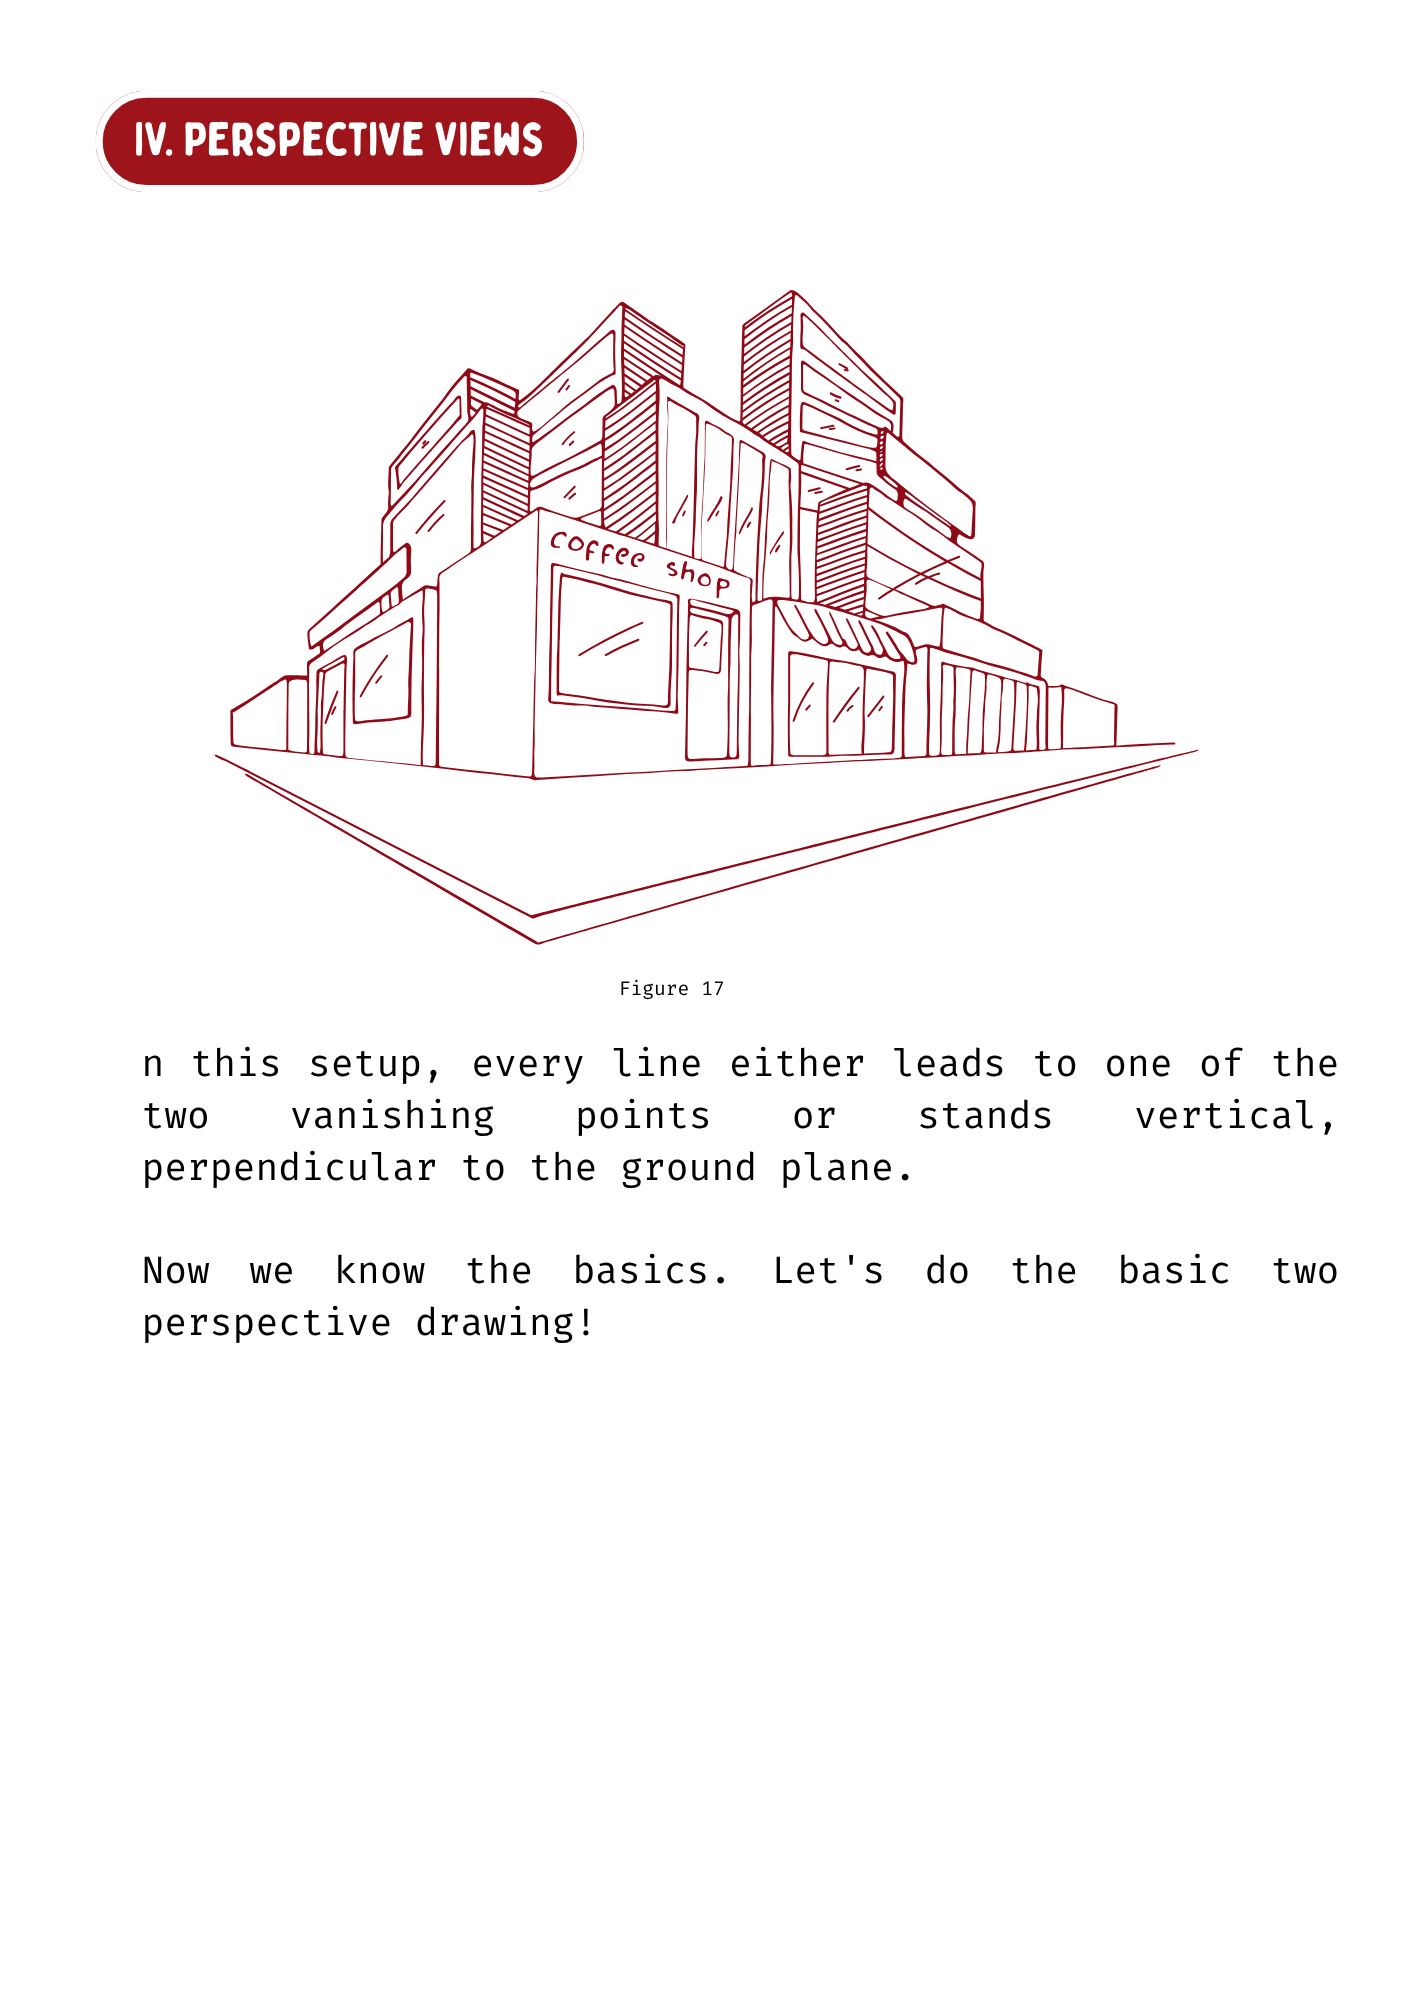 IV. PERSPECTIVE VIEWS
coffee shop
Figure 17
n this setup, every line either leads to one of the
two vanishing points or stands vertical,
perpendicular to the ground plane.
Now we know the basics. Let's do the basic two
perspective drawing!